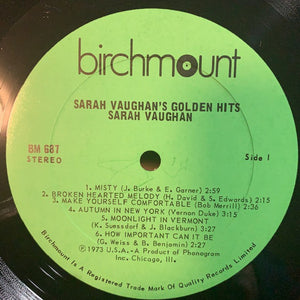 birchmount
SARAH VAUGHAN'S GOLDEN HITS
SARAH VAUGHAN
BM 687
STEREO
Side 1
1. MISTY (J. Burke & E. Garner) 2:59
2. BROKEN HEARTED MELODY (H. David & S. Edwards) 2:15
3. MAKE YOURSELF COMFORTABLE (Bob Merrill) 2:36
4. AUTUMN IN NEW YORK (Vernon Duke) 3:01
5. MOONLIGHT IN VERMONT
(K. Suessdorf & J. Blackburn) 3:27
6. HOW IMPORTANT CAN IT BE
(G. Weiss & B. Benjamin) 2:27
Ⓟ 1973 U.S.A - A Product of Phonogram
Inc. Chicago, Ill.
Birchmount Is A Registered Trade Mark Of Quality Records Limited